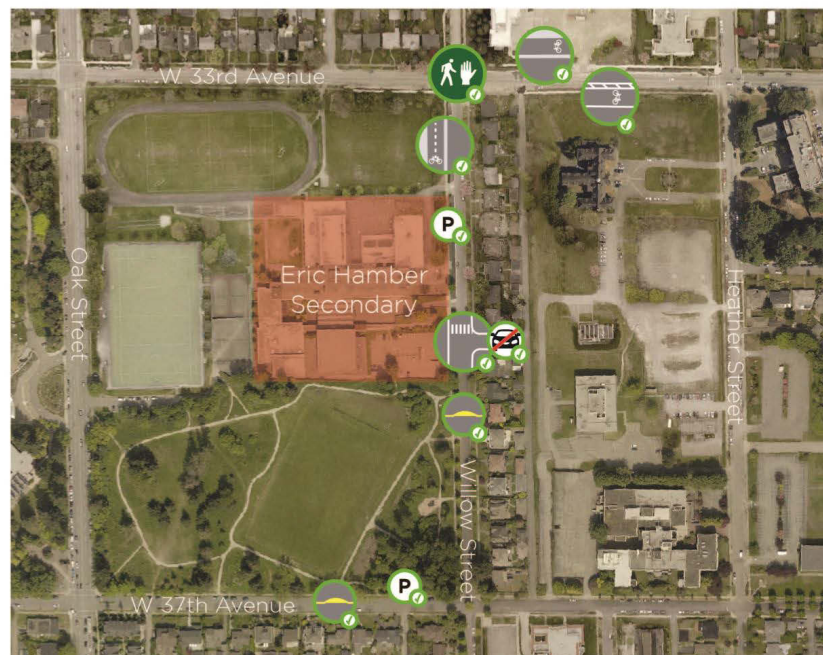 W 33rd Avenue
P
Oak Street
Eric Hamber
Secondary
Heather Street
Willow Street
P
W 37th Avenue